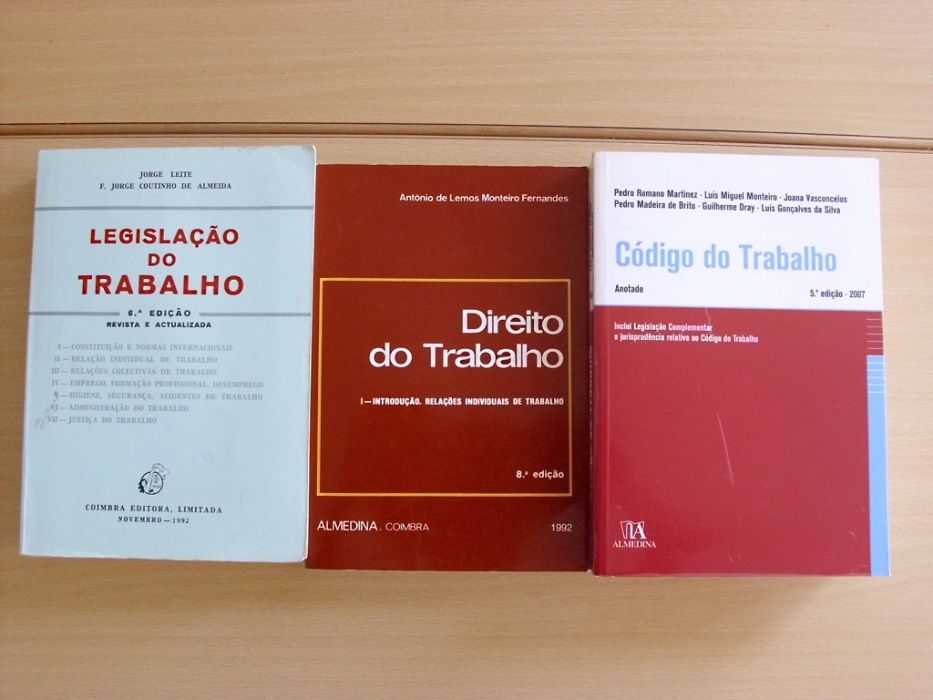 JORGE LEITE
F. JORGE COUTINHO DE ALMEIDA
LEGISLAÇÃO
DO
TRABALHO
6.ª EDIÇÃO
REVISTA E ACTUALIZADA
I — CONSTITUIÇÃO E NORMAS INTERNACIONAIS
II — RELAÇÃO INDIVIDUAL DE TRABALHO
III — RELAÇÕES COLECTIVAS DE TRABALHO
IV — EMPREGO, FORMAÇÃO PROFISSIONAL, DESEMPREGO
V — HIGIENE, SEGURANÇA, ACIDENTES DE TRABALHO
VI — ADMINISTRAÇÃO DO TRABALHO
VII — JUSTIÇA DO TRABALHO
COIMBRA EDITORA, LIMITADA
NOVEMBRO — 1992
António de Lemos Monteiro Fernandes
Direito
do Trabalho
I — INTRODUÇÃO. RELAÇÕES INDIVIDUAIS DE TRABALHO
8.ª edição
ALMEDINA, COIMBRA 1992
Pedro Romano Martinez · Luís Miguel Monteiro · Joana Vasconcelos
Pedro Madeira de Brito · Guilherme Dray · Luís Gonçalves da Silva
Código do Trabalho
Anotado 5.ª edição · 2007
Inclui Legislação Complementar
e jurisprudência relativa ao Código do Trabalho
ALMEDINA